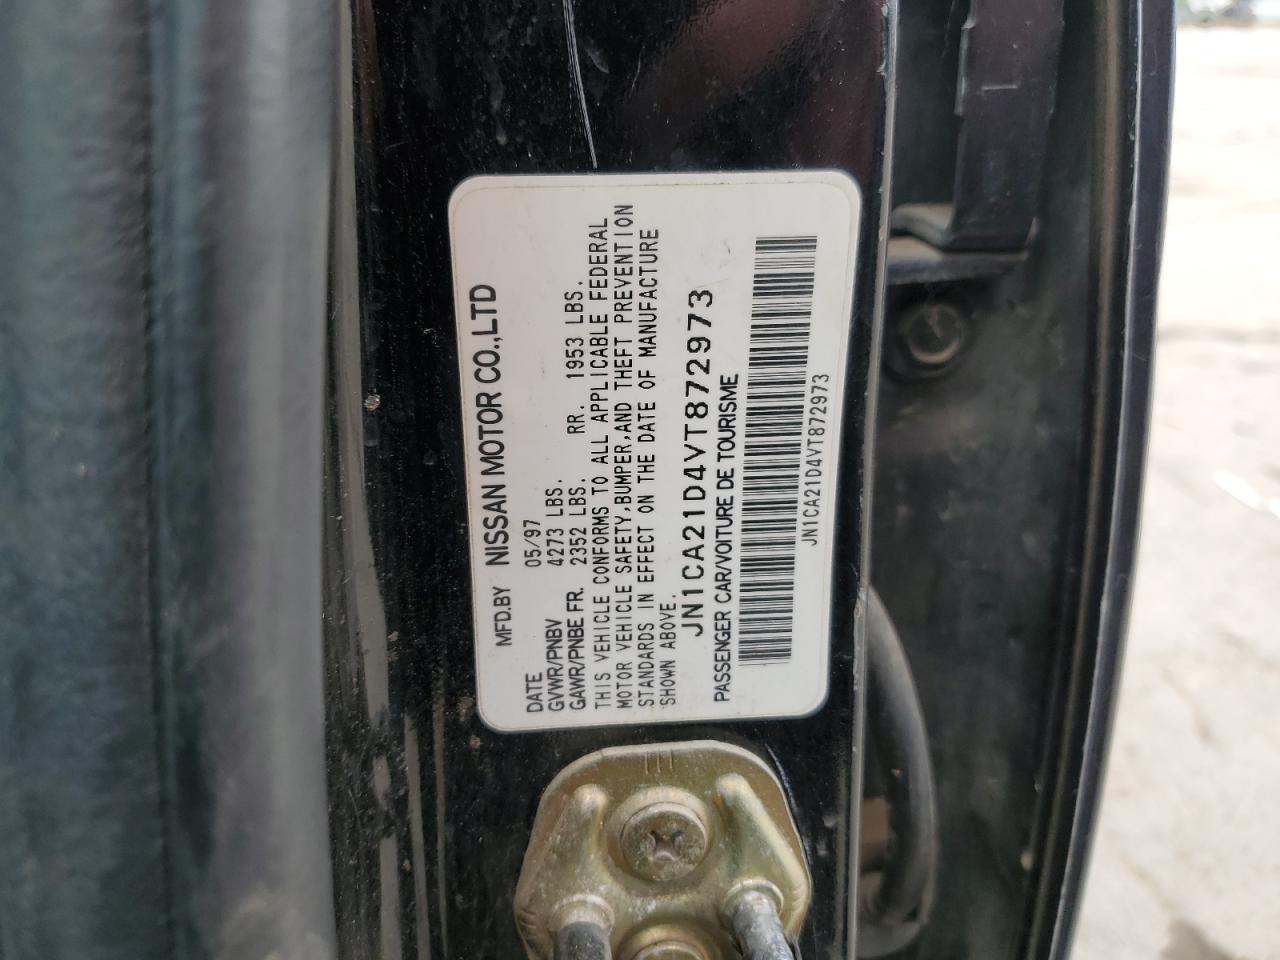 MFD.BY NISSAN MOTOR CO.,LTD
DATE 05/97
GVWR/PNBV 4273 LBS.
GAWR/PNBE FR. 2352 LBS. RR. 1953 LBS.
THIS VEHICLE CONFORMS TO ALL APPLICABLE FEDERAL
MOTOR VEHICLE SAFETY,BUMPER,AND THEFT PREVENTION
STANDARDS IN EFFECT ON THE DATE OF MANUFACTURE
SHOWN ABOVE.
JN1CA21D4VT872973
PASSENGER CAR/VOITURE DE TOURISME
JN1CA21D4VT872973